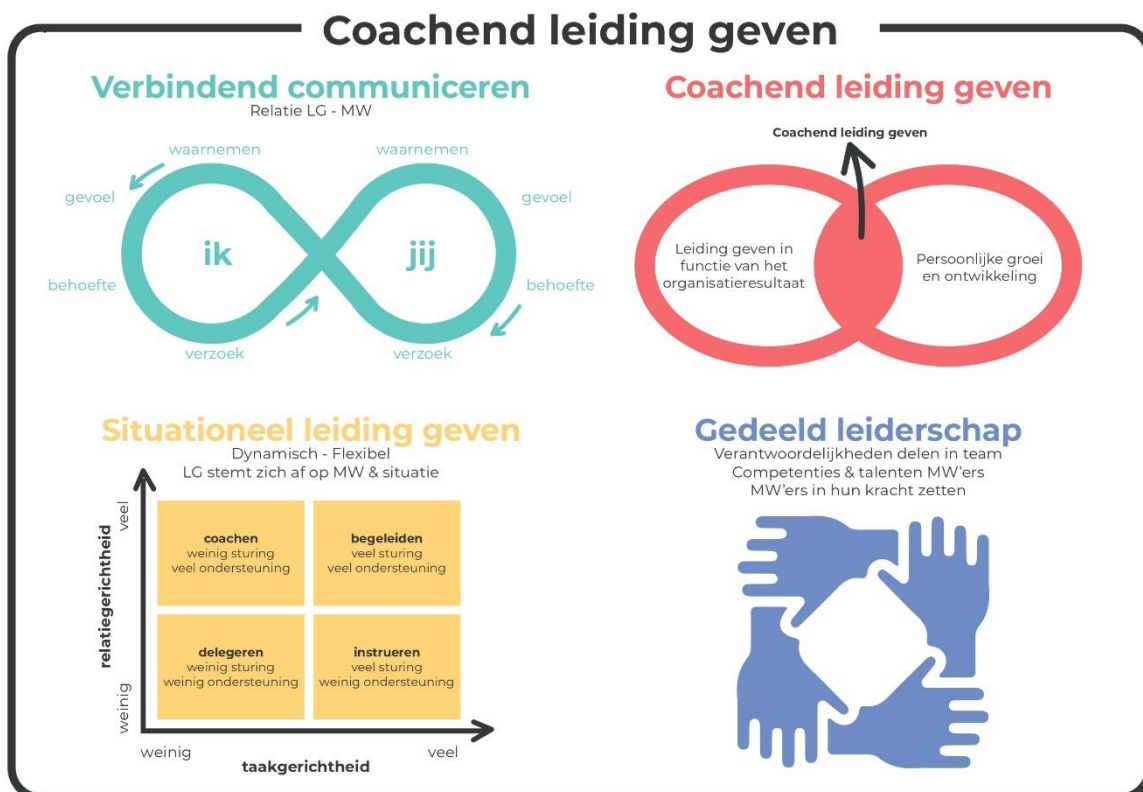 Coachend leiding geven
Verbindend communiceren
Relatie LG - MW
waarnemen
waarnemen
gevoel
gevoel
ik
jij
behoefte
behoefte
verzoek
verzoek
Coachend leiding geven
Coachend leiding geven
Leiding geven in
functie van het
organisatieresultaat
Persoonlijke groei
en ontwikkeling
Situationeel leiding geven
Dynamisch - Flexibel
LG stemt zich af op MW & situatie
relatiegerichtheid
veel
weinig
coachen
weinig sturing
veel ondersteuning
begeleiden
veel sturing
veel ondersteuning
delegeren
weinig sturing
weinig ondersteuning
instrueren
veel sturing
weinig ondersteuning
weinig
veel
taakgerichtheid
Gedeeld leiderschap
Verantwoordelijkheden delen in team
Competenties & talenten MW'ers
MW'ers in hun kracht zetten